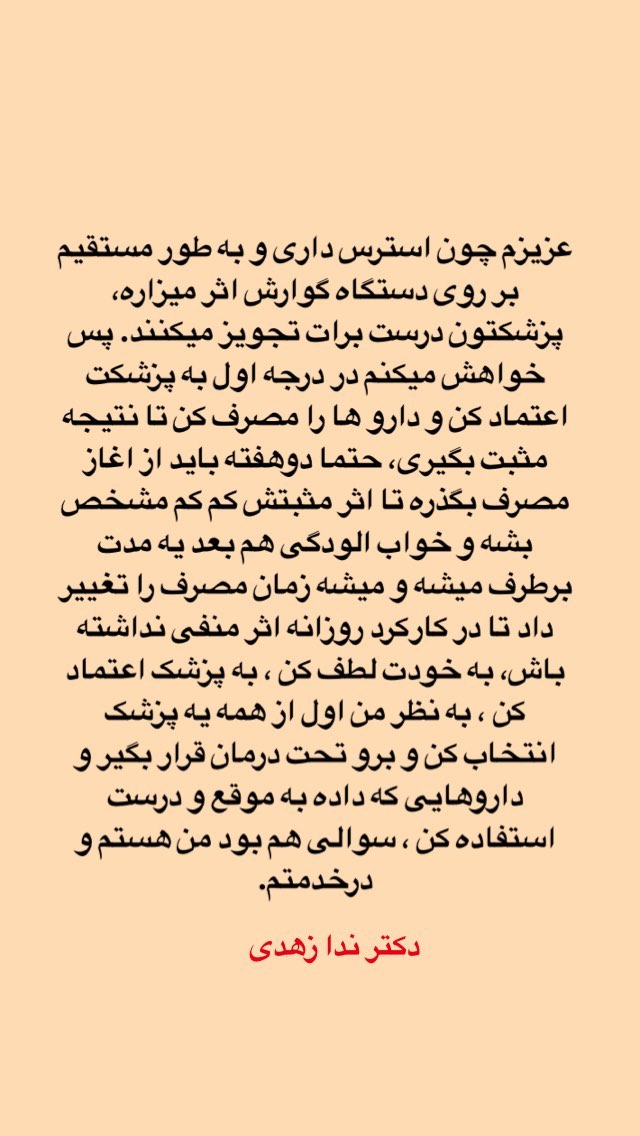 عزیزم چون استرس داری و به طور مستقیم
بر روی دستگاه گوارش اثر میزاره،
پزشکتون درست برات تجویز میکنند. پس
خواهش میکنم در درجه اول به پزشکت
اعتماد کن و دارو ها را مصرف کن تا نتیجه
مثبت بگیری، حتما دوهفته باید از اغاز
مصرف بگذره تا اثر مثبتش کم کم مشخص
بشه و خواب الودگی هم بعد یه مدت
برطرف میشه و میشه زمان مصرف را تغییر
داد تا در کارکرد روزانه اثر منفی نداشته
باش، به خودت لطف کن ، به پزشک اعتماد
کن ، به نظر من اول از همه یه پزشک
انتخاب کن و برو تحت درمان قرار بگیر و
داروهایی که داده به موقع و درست
استفاده کن ، سوالی هم بود من هستم و
درخدمتم.
دکتر ندا زهدی